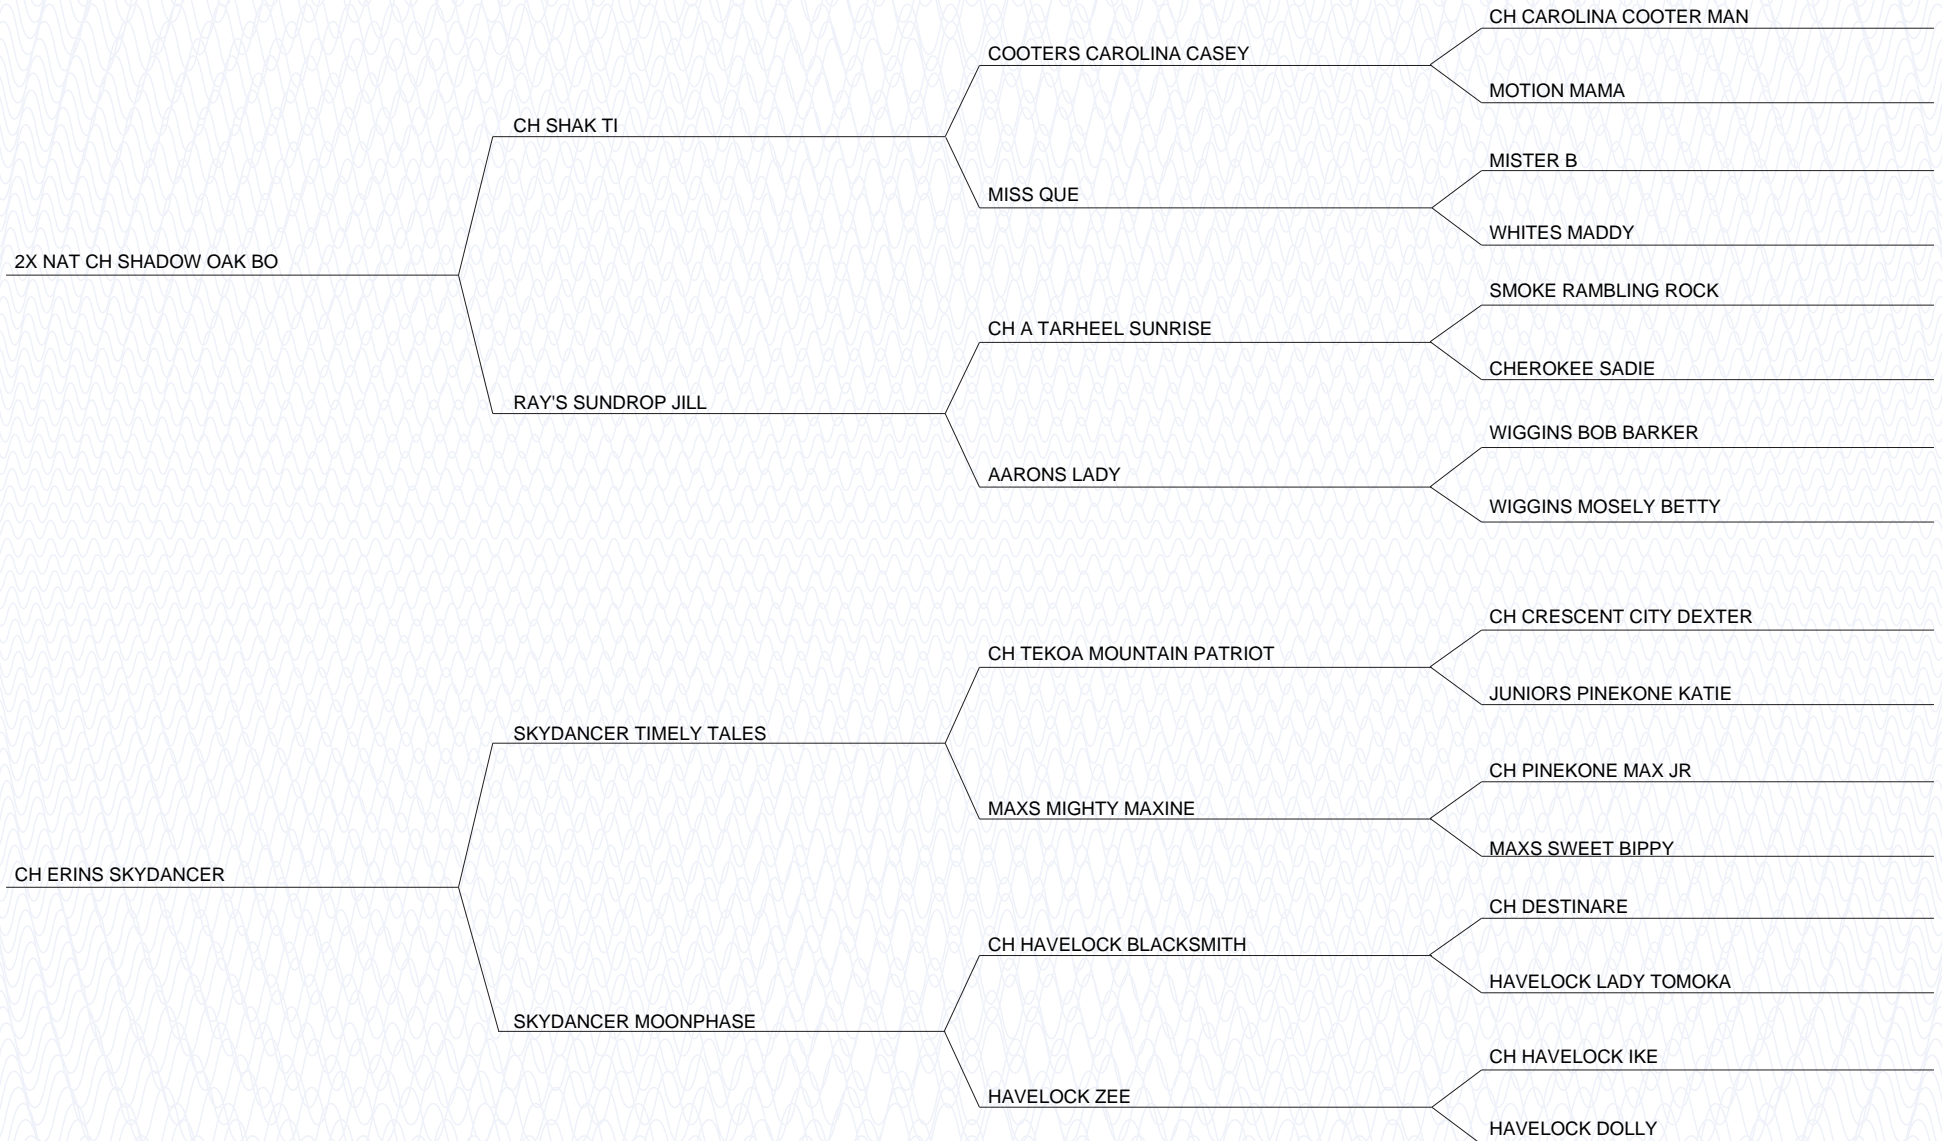 CH CAROLINA COOTER MAN
COOTERS CAROLINA CASEY
MOTION MAMA
CH SHAK TI
MISTER B
MISS QUE
WHITES MADDY
2X NAT CH SHADOW OAK BO
SMOKE RAMBLING ROCK
CH A TARHEEL SUNRISE
CHEROKEE SADIE
RAY'S SUNDROP JILL
WIGGINS BOB BARKER
AARONS LADY
WIGGINS MOSELY BETTY
CH CRESCENT CITY DEXTER
CH TEKOA MOUNTAIN PATRIOT
JUNIORS PINEKONE KATIE
SKYDANCER TIMELY TALES
CH PINEKONE MAX JR
MAXS MIGHTY MAXINE
MAXS SWEET BIPPY
CH ERINS SKYDANCER
CH DESTINARE
CH HAVELOCK BLACKSMITH
HAVELOCK LADY TOMOKA
SKYDANCER MOONPHASE
CH HAVELOCK IKE
HAVELOCK ZEE
HAVELOCK DOLLY